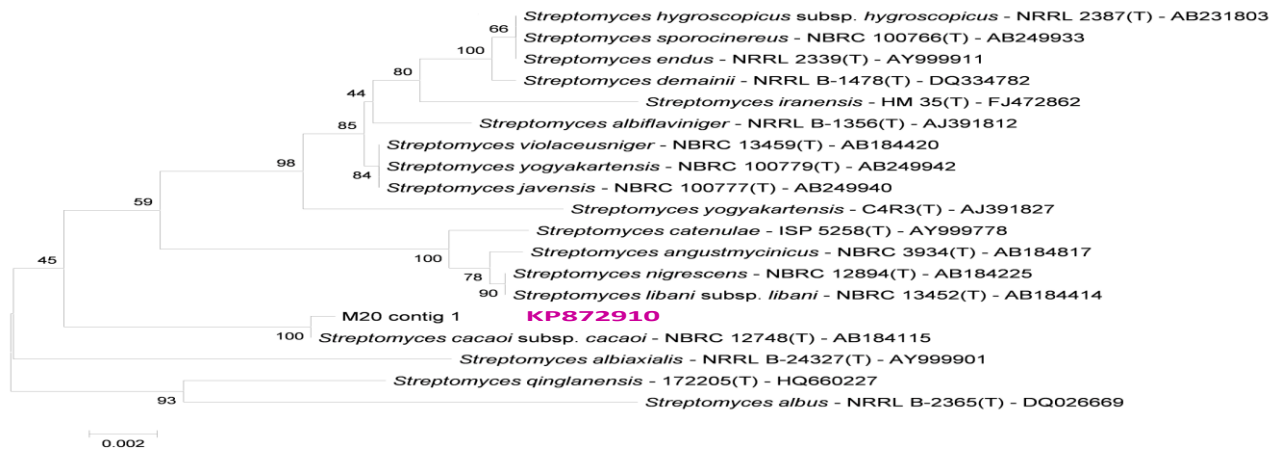 Streptomyces hygroscopicus subsp. hygroscopicus - NRRL 2387(T) - AB231803
66
Streptomyces sporocinereus - NBRC 100766(T) - AB249933
100
Streptomyces endus - NRRL 2339(T) - AY999911
80
Streptomyces demainii - NRRL B-1478(T) - DQ334782
44
Streptomyces iranensis - HM 35(T) - FJ472862
85
Streptomyces albiflaviniger - NRRL B-1356(T) - AJ391812
98
Streptomyces violaceusniger - NBRC 13459(T) - AB184420
Streptomyces yogyakartensis - NBRC 100779(T) - AB249942
84
Streptomyces javensis - NBRC 100777(T) - AB249940
59
Streptomyces yogyakartensis - C4R3(T) - AJ391827
Streptomyces catenulae - ISP 5258(T) - AY999778
45
100
Streptomyces angustmycinicus - NBRC 3934(T) - AB184817
78
Streptomyces nigrescens - NBRC 12894(T) - AB184225
90
Streptomyces libani subsp. libani - NBRC 13452(T) - AB184414
M20 contig 1 KP872910
100
Streptomyces cacaoi subsp. cacaoi - NBRC 12748(T) - AB184115
Streptomyces albiaxialis - NRRL B-24327(T) - AY999901
Streptomyces qinglanensis - 172205(T) - HQ660227
93
Streptomyces albus - NRRL B-2365(T) - DQ026669
0.002